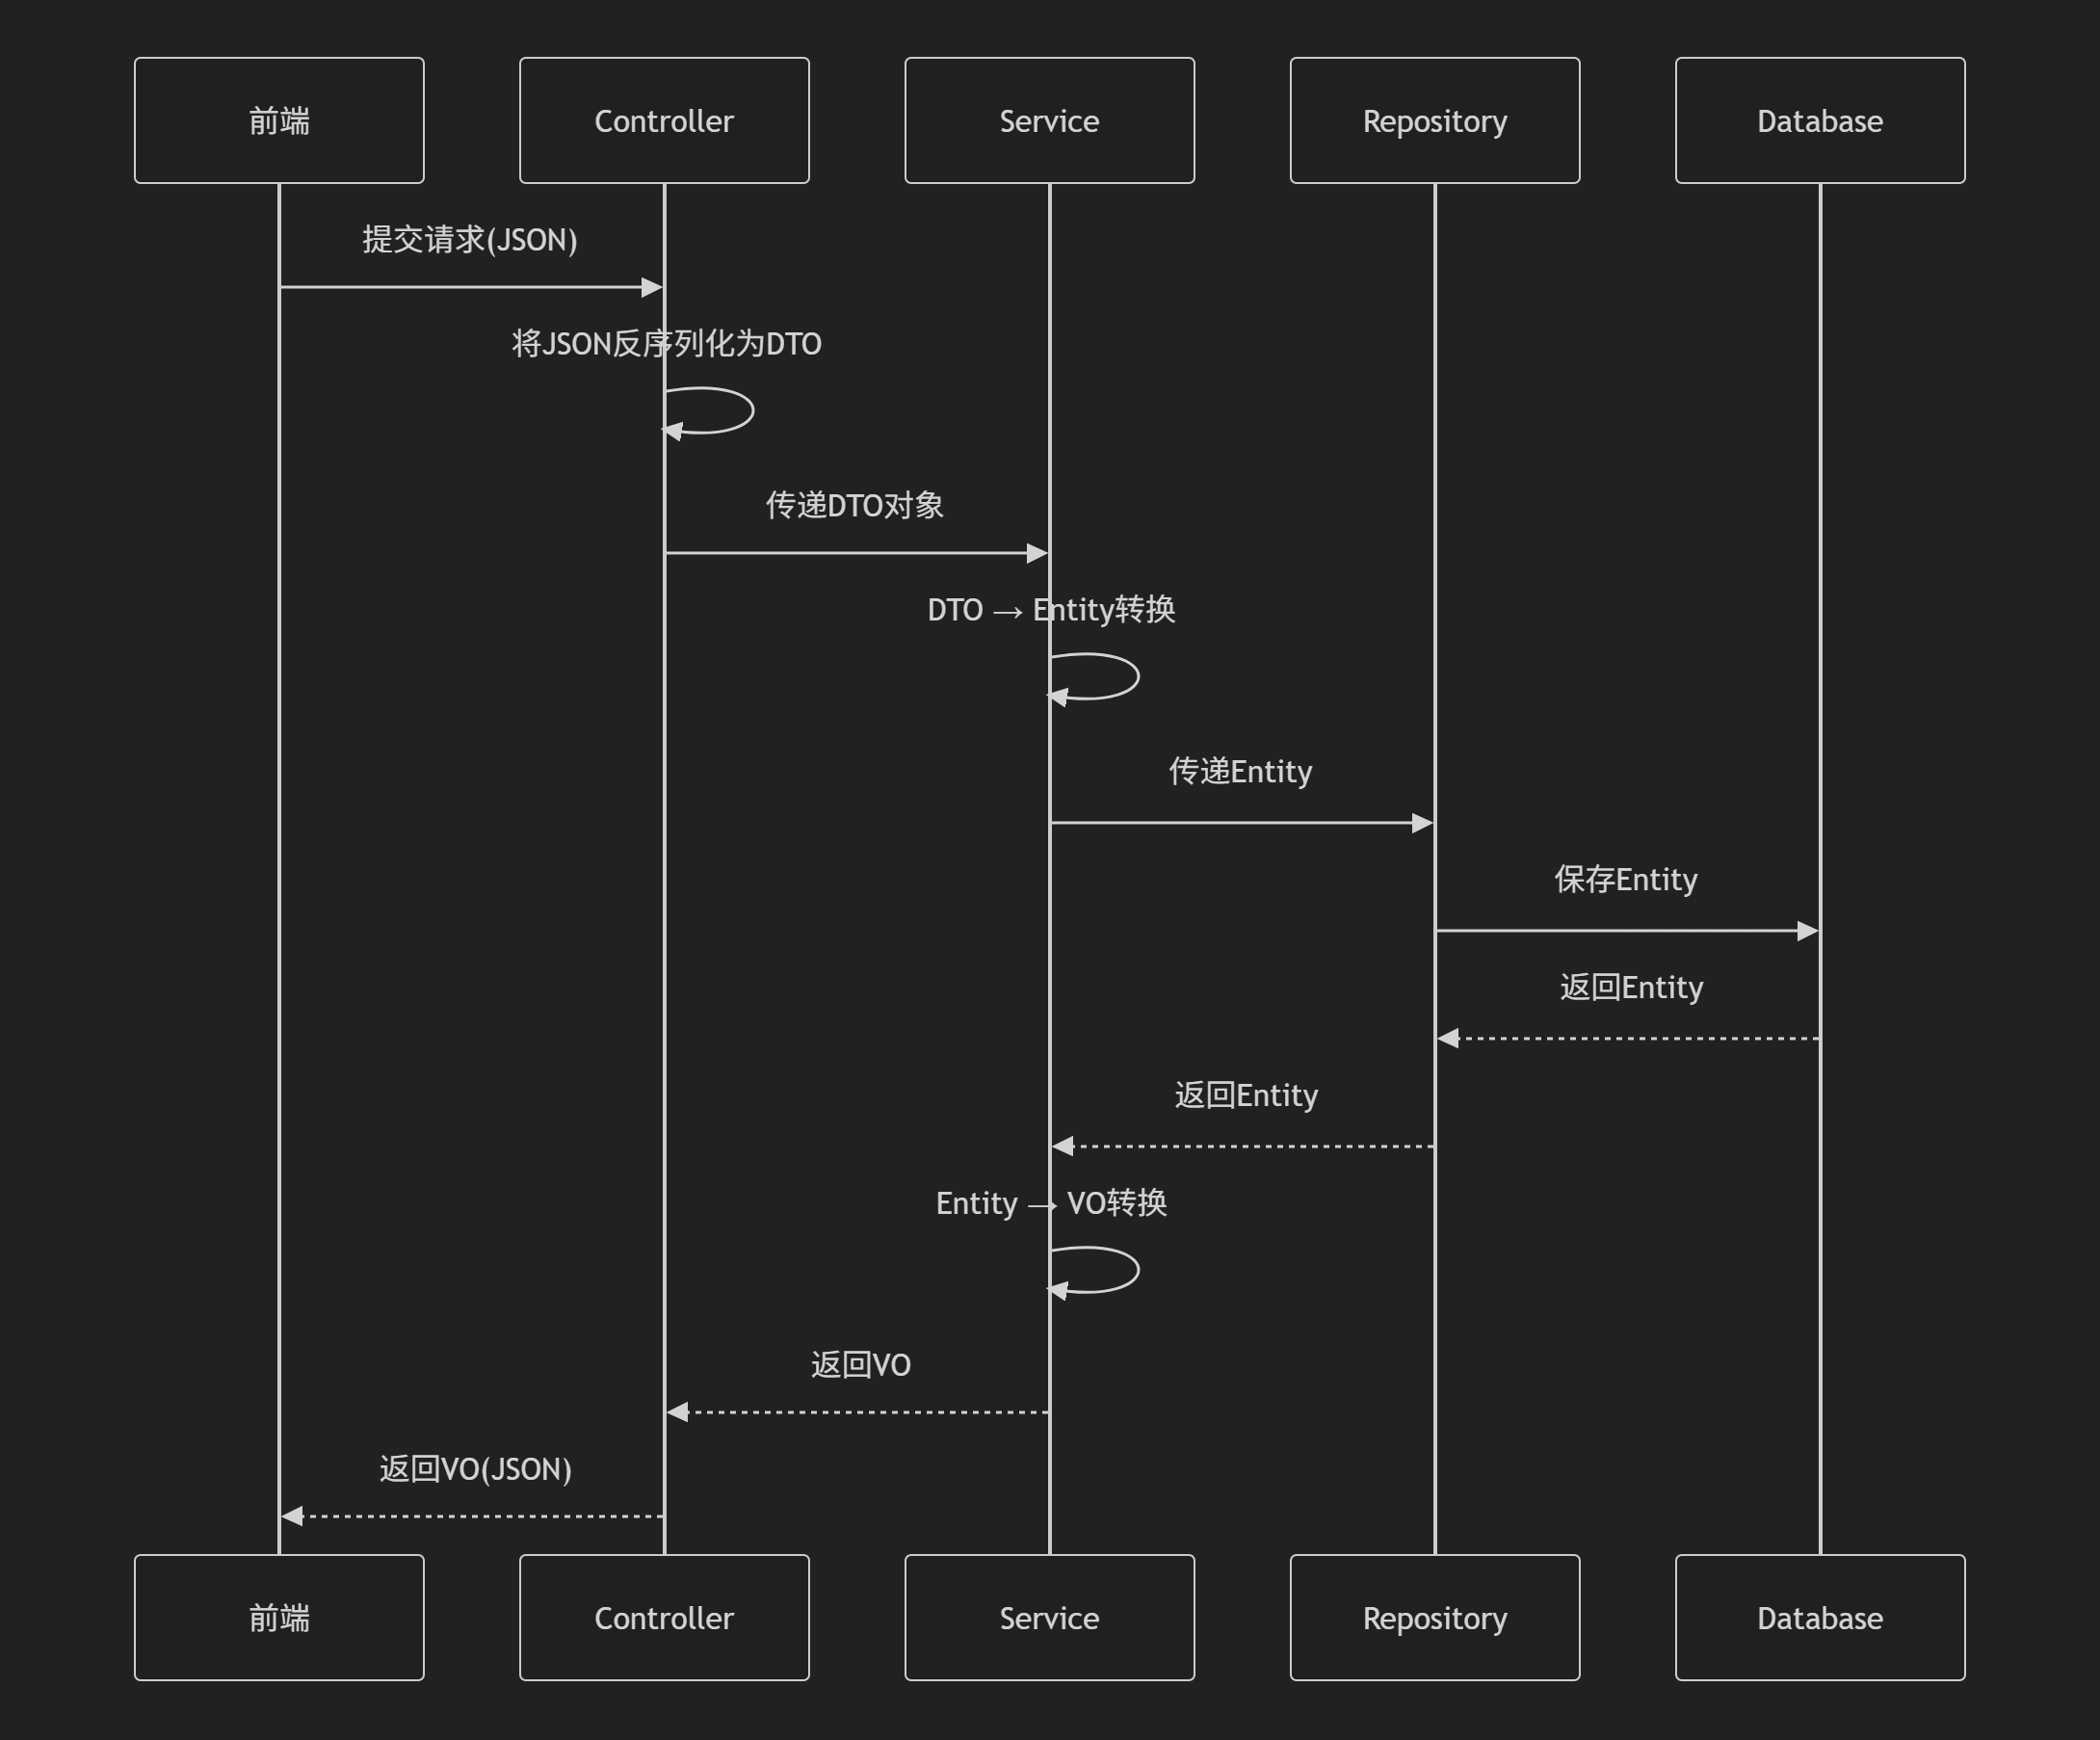 前端
Controller
Service
Repository
Database
提交请求(JSON)
将JSON反序列化为DTO
传递DTO对象
DTO → Entity转换
传递Entity
保存Entity
返回Entity
返回Entity
Entity → VO转换
返回VO
返回VO(JSON)
前端
Controller
Service
Repository
Database